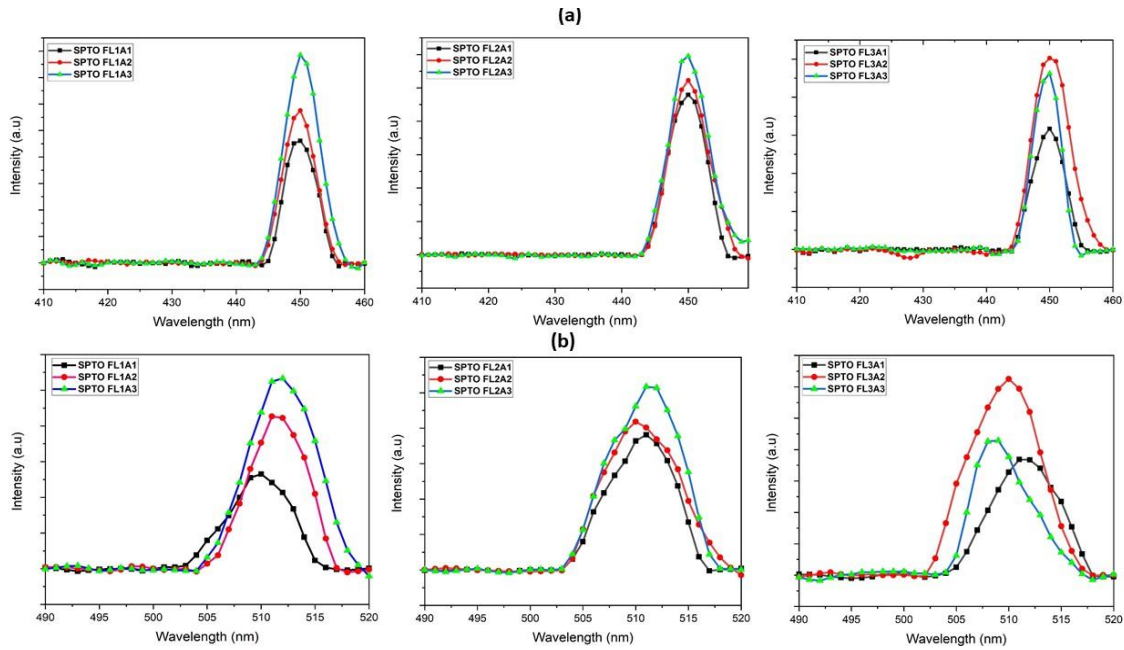 (a)
SPTO FL1A1
SPTO FL1A2
SPTO FL1A3
Intensity (a.u)
410 420 430 440 450 460
Wavelength (nm)
SPTO FL2A1
SPTO FL2A2
SPTO FL2A3
Intensity (a.u)
410 420 430 440 450
Wavelength (nm)
SPTO FL3A1
SPTO FL3A2
SPTO FL3A3
Intensity (a.u)
410 420 430 440 450 460
Wavelength (nm)
(b)
SPTO FL1A1
SPTO FL1A2
SPTO FL1A3
Intensity (a.u)
490 495 500 505 510 515 520
Wavelength (nm)
SPTO FL2A1
SPTO FL2A2
SPTO FL2A3
Intensity (a.u)
490 495 500 505 510 515 520
Wavelength (nm)
SPTO FL3A1
SPTO FL3A2
SPTO FL3A3
Intensity (a.u)
490 495 500 505 510 515 520
Wavelength (nm)